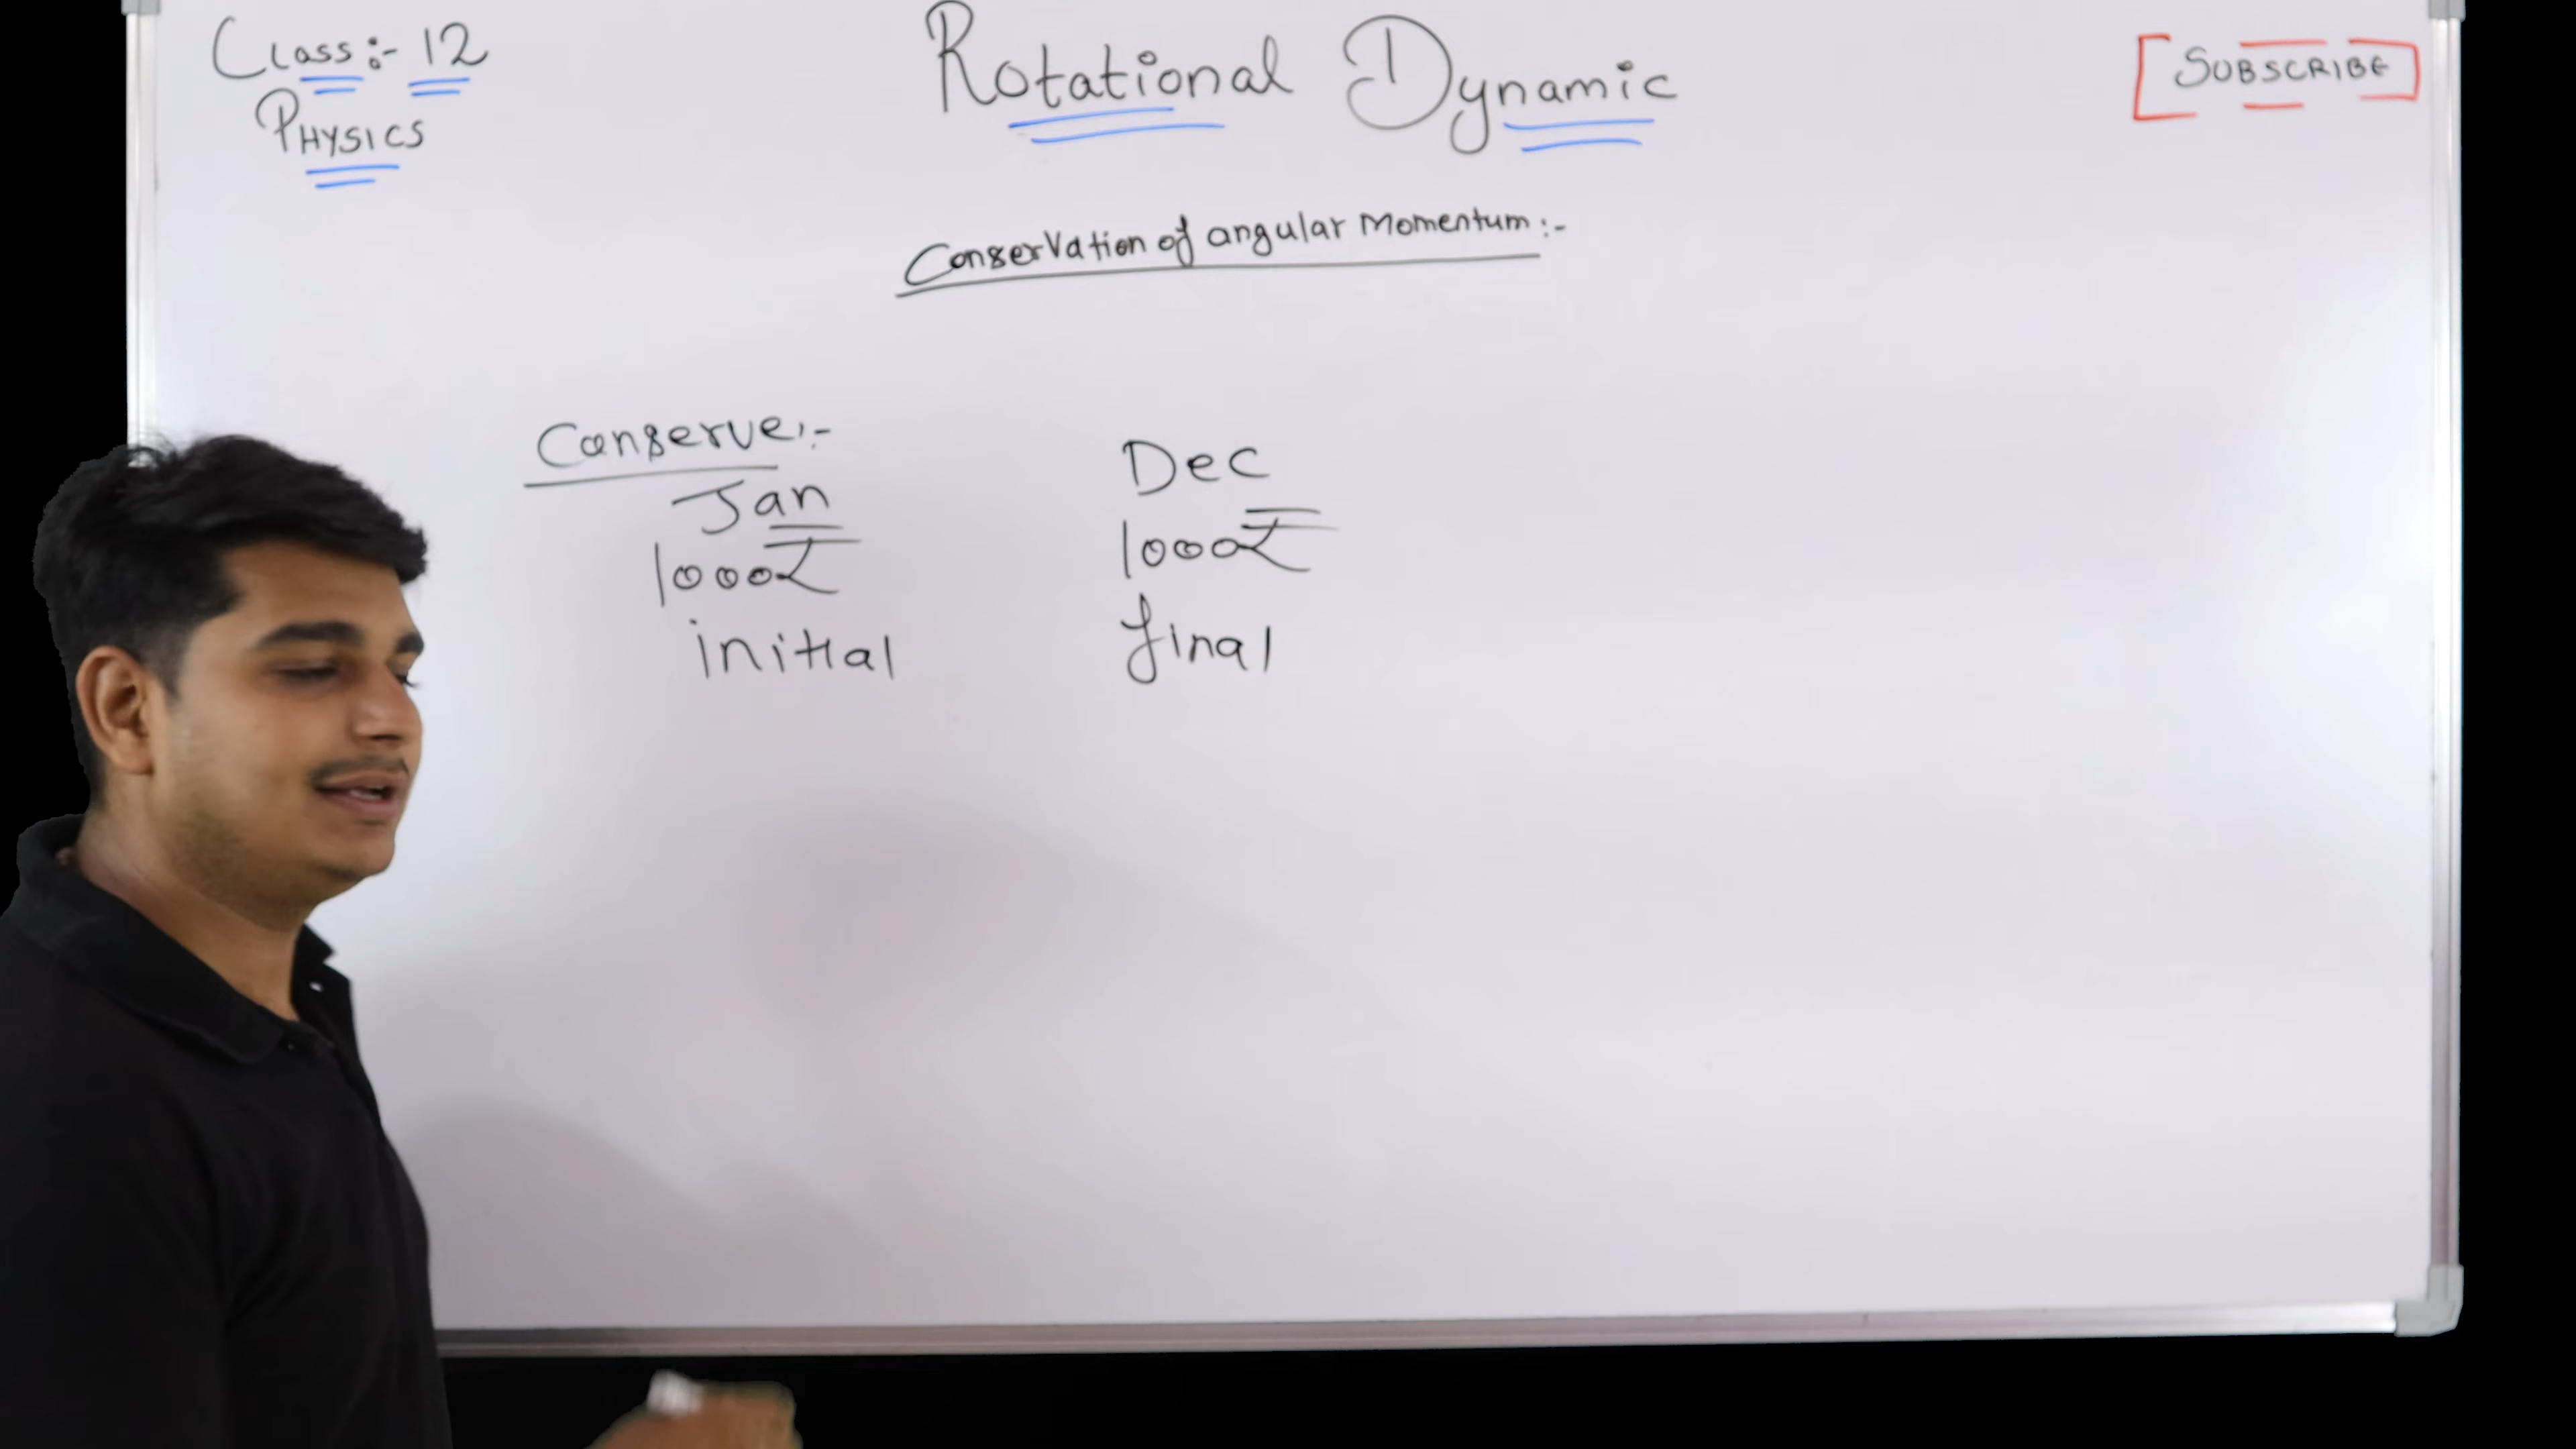 Class:- 12
PHYSICS
Rotational Dynamic
SUBSCRIBE
Conservation of angular Momentum:-
Conserve:-
Jan
1000₹
initial
Dec
1000₹
final